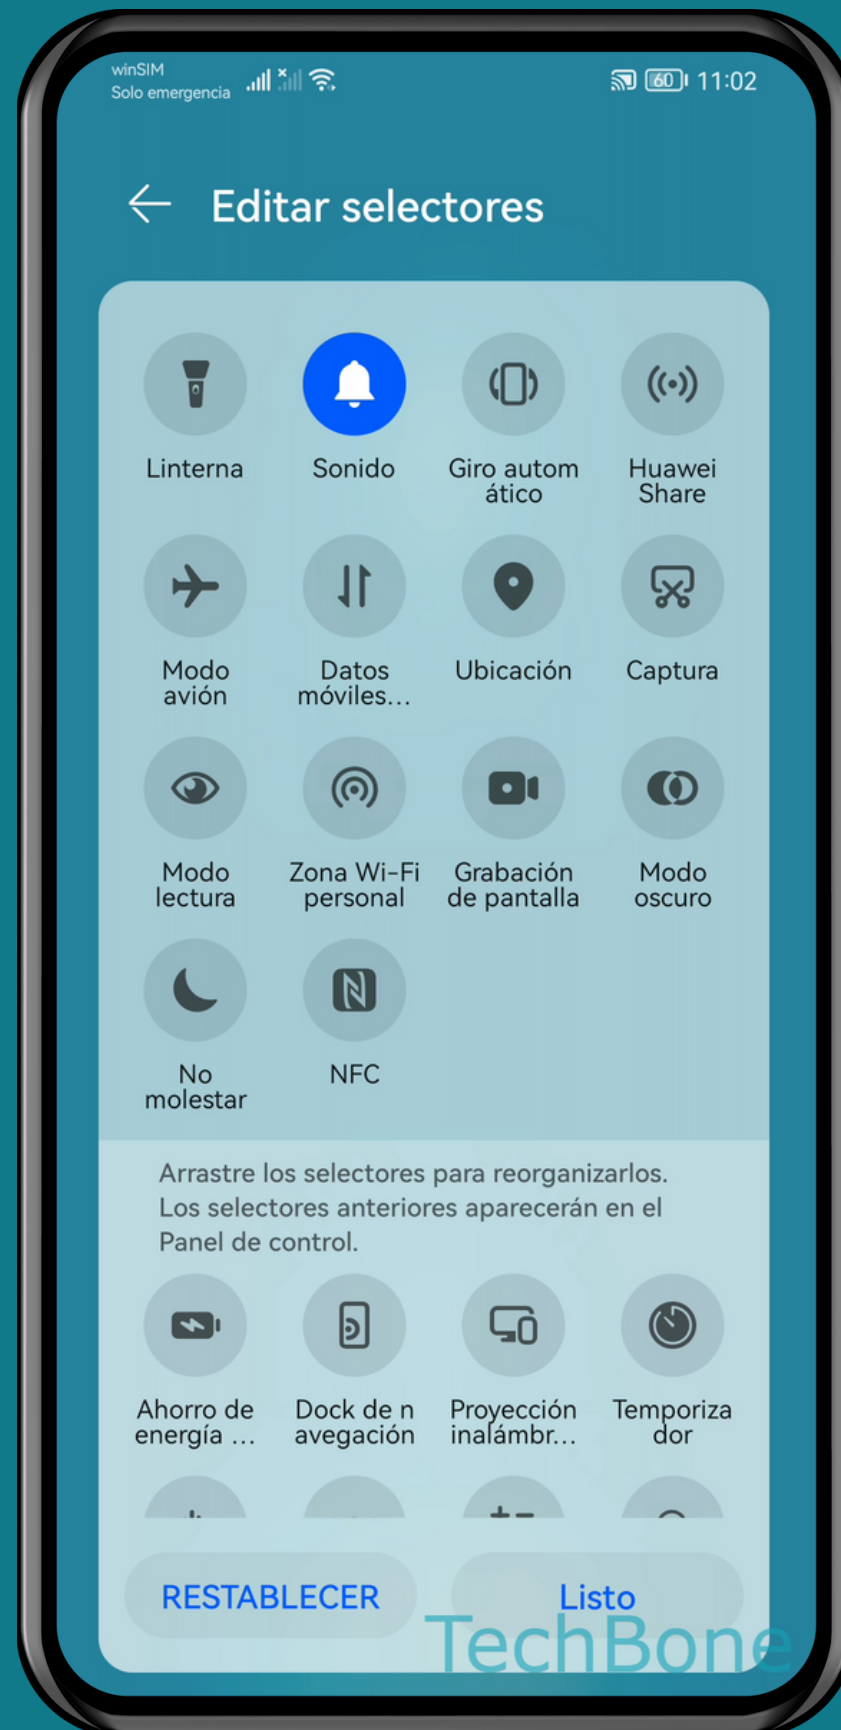 winSIM
Solo emergencia
60 11:02
Editar selectores
Linterna
Sonido
Giro autom
ático
Huawei
Share
Modo
avión
Datos
móviles...
Ubicación
Captura
Modo
lectura
Zona Wi-Fi
personal
Grabación
de pantalla
Modo
oscuro
No
molestar
NFC
Arrastre los selectores para reorganizarlos.
Los selectores anteriores aparecerán en el
Panel de control.
Ahorro de
energía ...
Dock de n
avegación
Proyección
inalámbr...
Temporiza
dor
RESTABLECER
Listo
TechBone